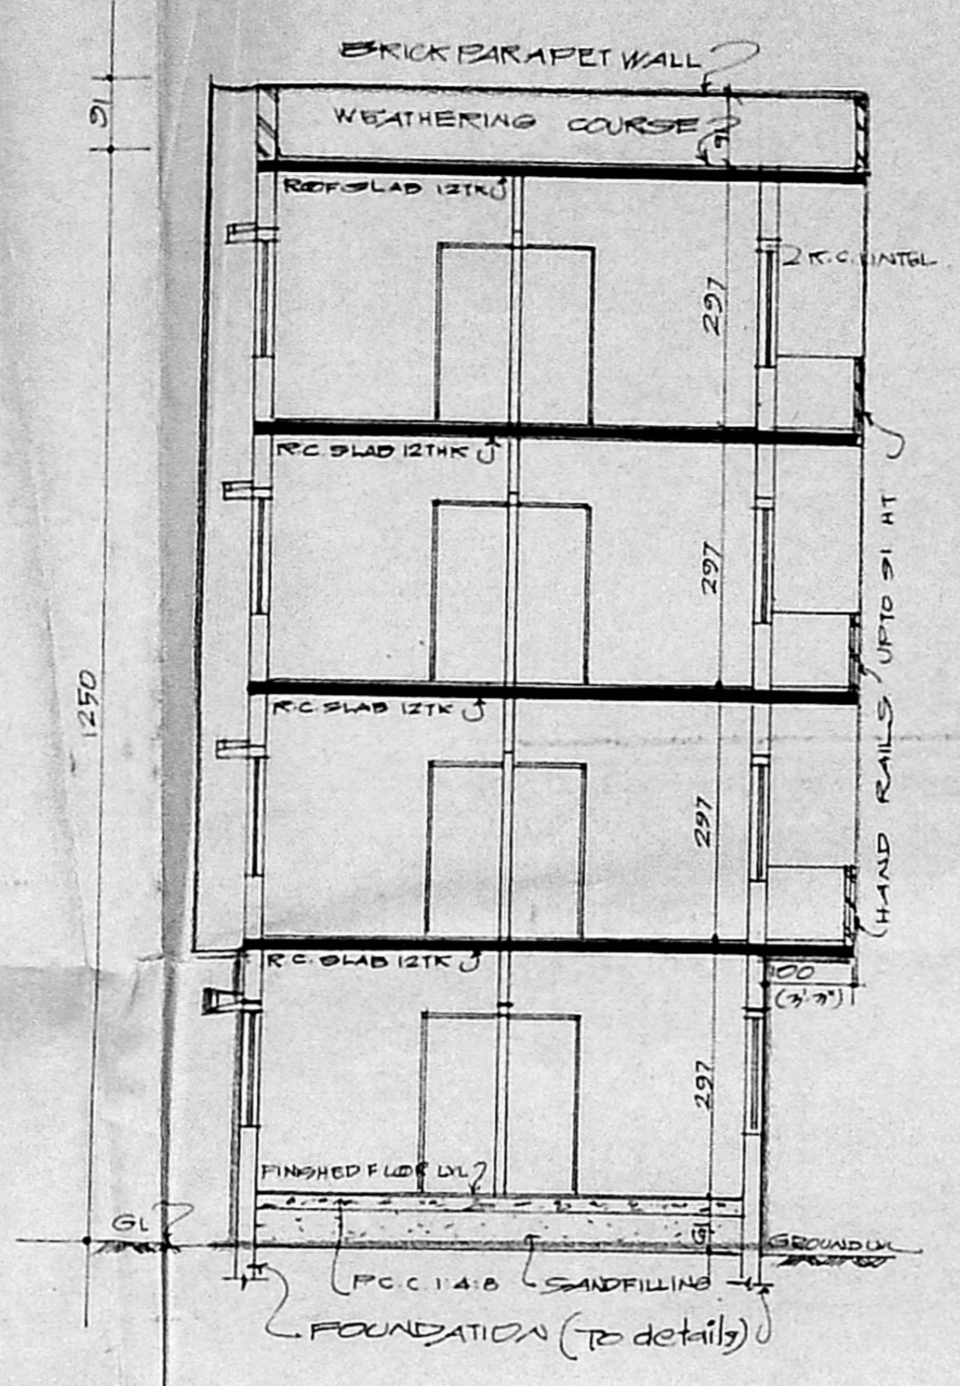 BRICK PARAPET WALL
91
WEATHERING COURSE
91
ROOF SLAB 12TK
R.C. LINTEL
297
R.C. SLAB 12THK
297
HAND RAILS UPTO 91 HT
1250
R.C. SLAB 12TK
297
R.C. SLAB 12TK
100
(3'-3")
297
FINISHED FLOOR LVL
GL
61
GROUND LVL
P.C.C. 1:4:8
SANDFILLING
FOUNDATION (To details)